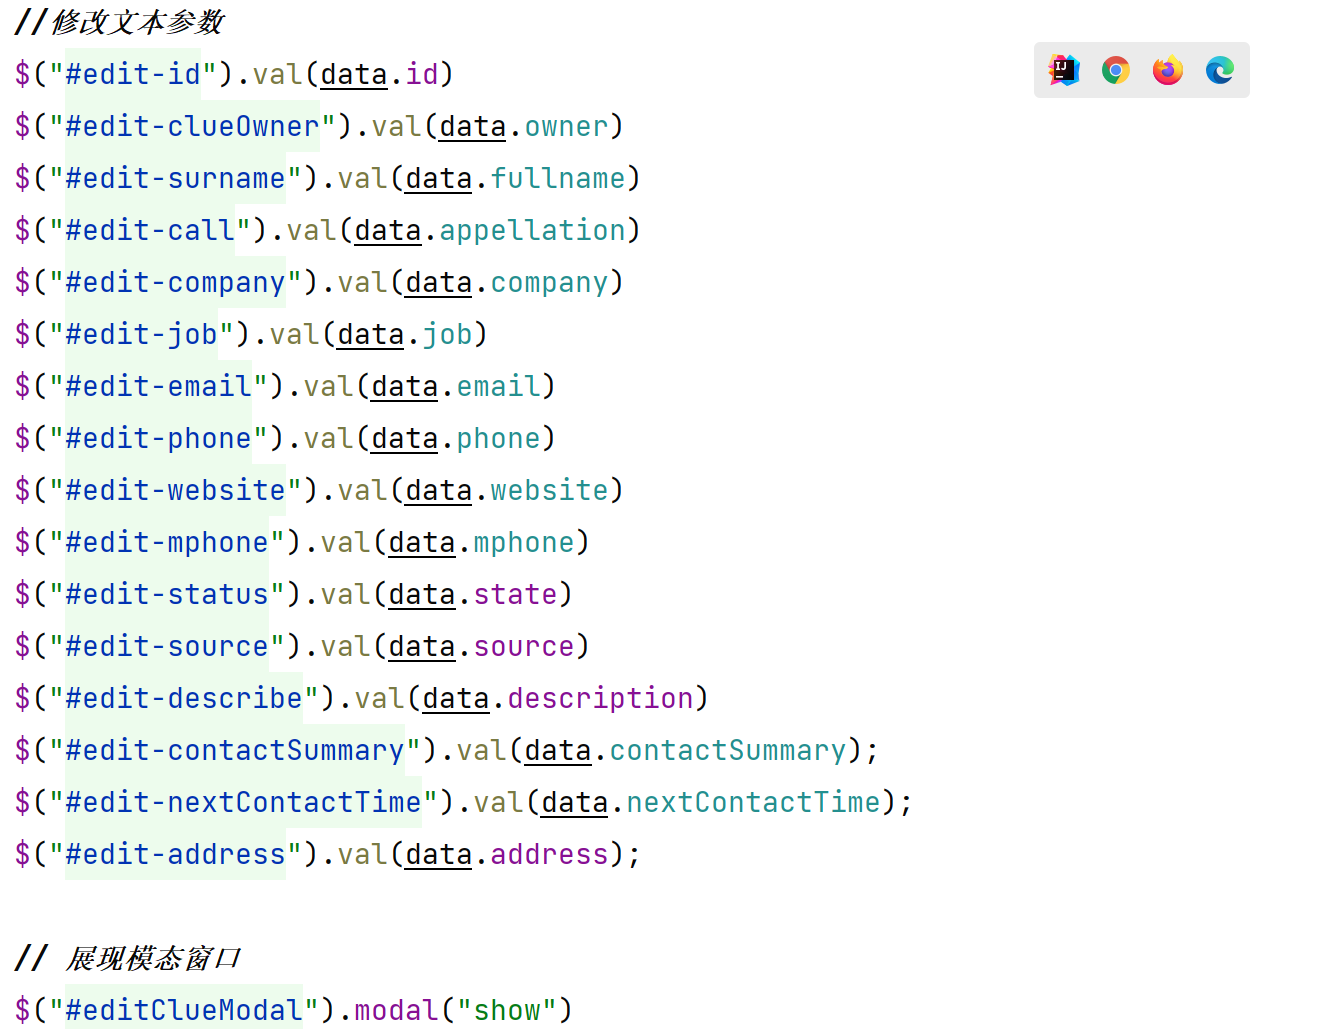 //修改文本参数
$("#edit-id").val(data.id)
$("#edit-clueOwner").val(data.owner)
$("#edit-surname").val(data.fullname)
$("#edit-call").val(data.appellation)
$("#edit-company").val(data.company)
$("#edit-job").val(data.job)
$("#edit-email").val(data.email)
$("#edit-phone").val(data.phone)
$("#edit-website").val(data.website)
$("#edit-mphone").val(data.mphone)
$("#edit-status").val(data.state)
$("#edit-source").val(data.source)
$("#edit-describe").val(data.description)
$("#edit-contactSummary").val(data.contactSummary);
$("#edit-nextContactTime").val(data.nextContactTime);
$("#edit-address").val(data.address);
// 展现模态窗口
$("#editClueModal").modal("show")
IJ